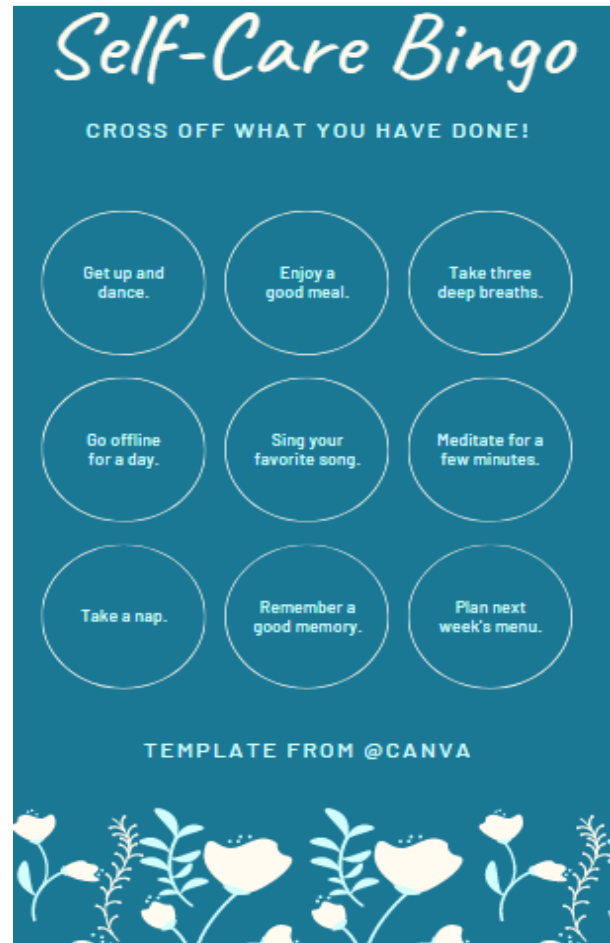 Self-Care Bingo
CROSS OFF WHAT YOU HAVE DONE!
Get up and
dance.
Enjoy a
good meal.
Take three
deep breaths.
Go offline
for a day.
Sing your
favorite song.
Meditate for a
few minutes.
Take a nap.
Remember a
good memory.
Plan next
week's menu.
TEMPLATE FROM @CANVA